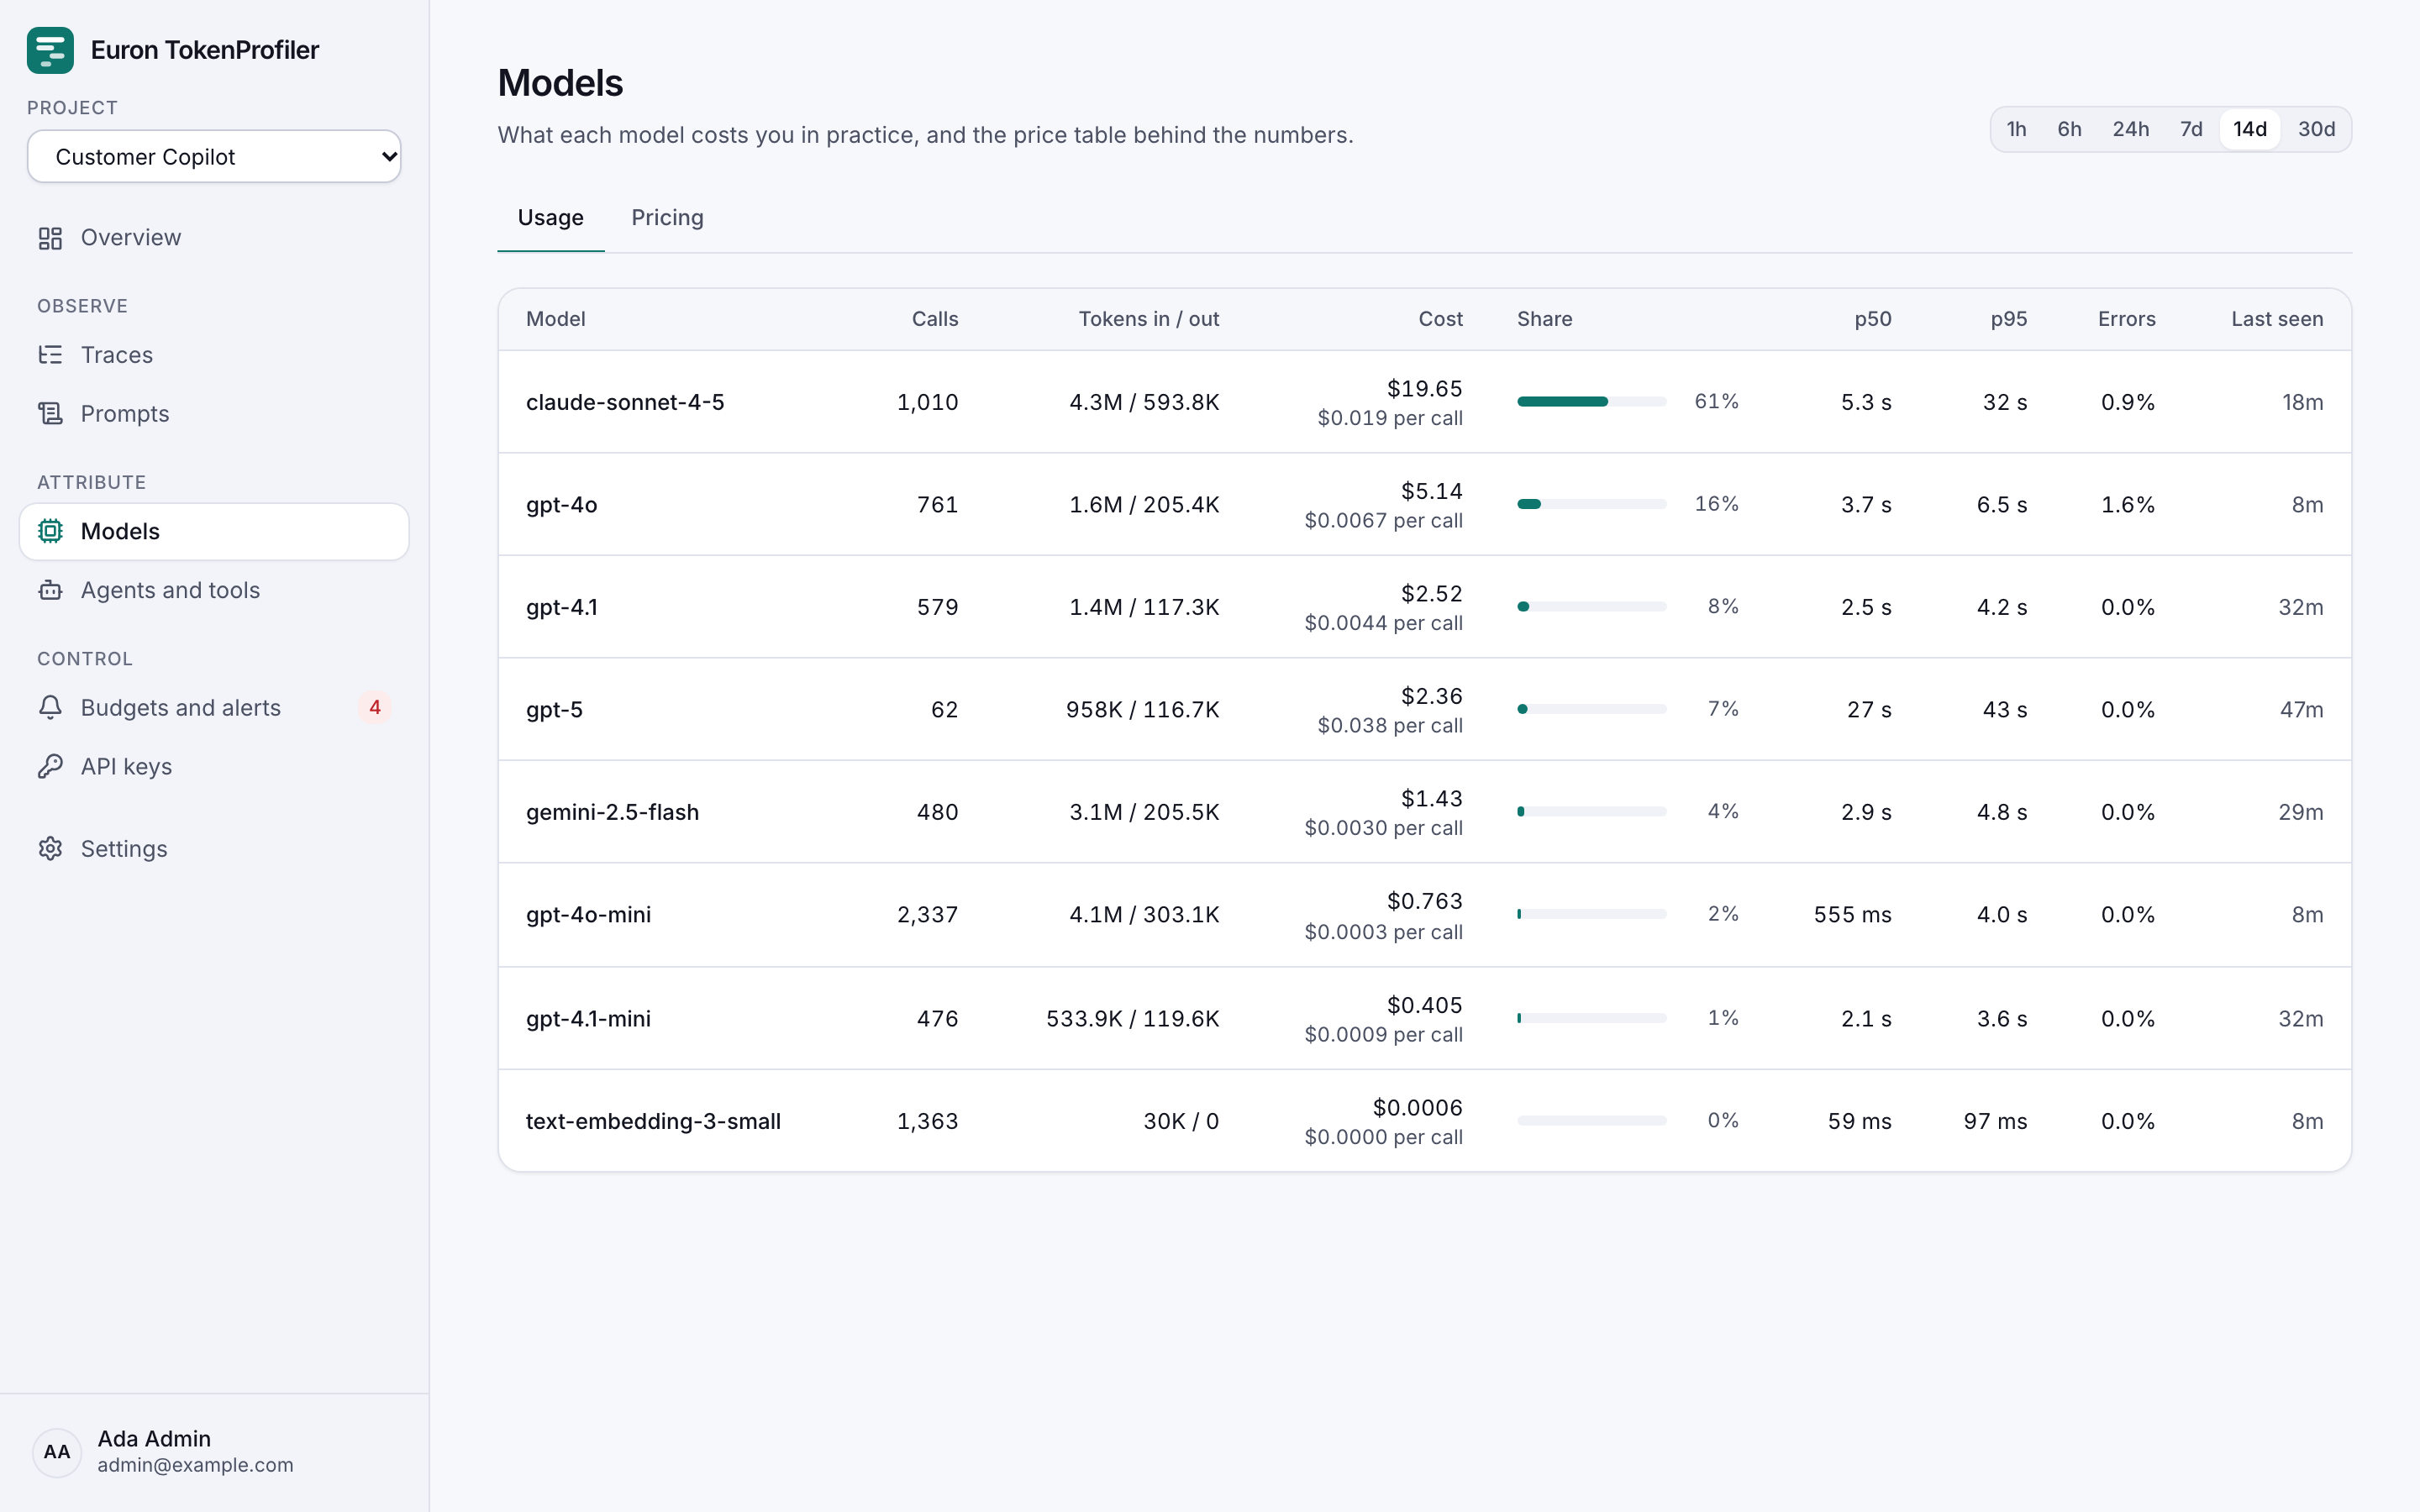 Euron TokenProfiler
PROJECT
Customer Copilot
Overview
OBSERVE
Traces
Prompts
ATTRIBUTE
Models
Agents and tools
CONTROL
Budgets and alerts 4
API keys
Settings
AA
Ada Admin
admin@example.com
Models
What each model costs you in practice, and the price table behind the numbers.
1h 6h 24h 7d 14d 30d
Usage Pricing
Model Calls Tokens in / out Cost Share p50 p95 Errors Last seen
claude-sonnet-4-5 1,010 4.3M / 593.8K $19.65 61% 5.3 s 32 s 0.9% 18m
$0.019 per call
gpt-4o 761 1.6M / 205.4K $5.14 16% 3.7 s 6.5 s 1.6% 8m
$0.0067 per call
gpt-4.1 579 1.4M / 117.3K $2.52 8% 2.5 s 4.2 s 0.0% 32m
$0.0044 per call
gpt-5 62 958K / 116.7K $2.36 7% 27 s 43 s 0.0% 47m
$0.038 per call
gemini-2.5-flash 480 3.1M / 205.5K $1.43 4% 2.9 s 4.8 s 0.0% 29m
$0.0030 per call
gpt-4o-mini 2,337 4.1M / 303.1K $0.763 2% 555 ms 4.0 s 0.0% 8m
$0.0003 per call
gpt-4.1-mini 476 533.9K / 119.6K $0.405 1% 2.1 s 3.6 s 0.0% 32m
$0.0009 per call
text-embedding-3-small 1,363 30K / 0 $0.0006 0% 59 ms 97 ms 0.0% 8m
$0.0000 per call